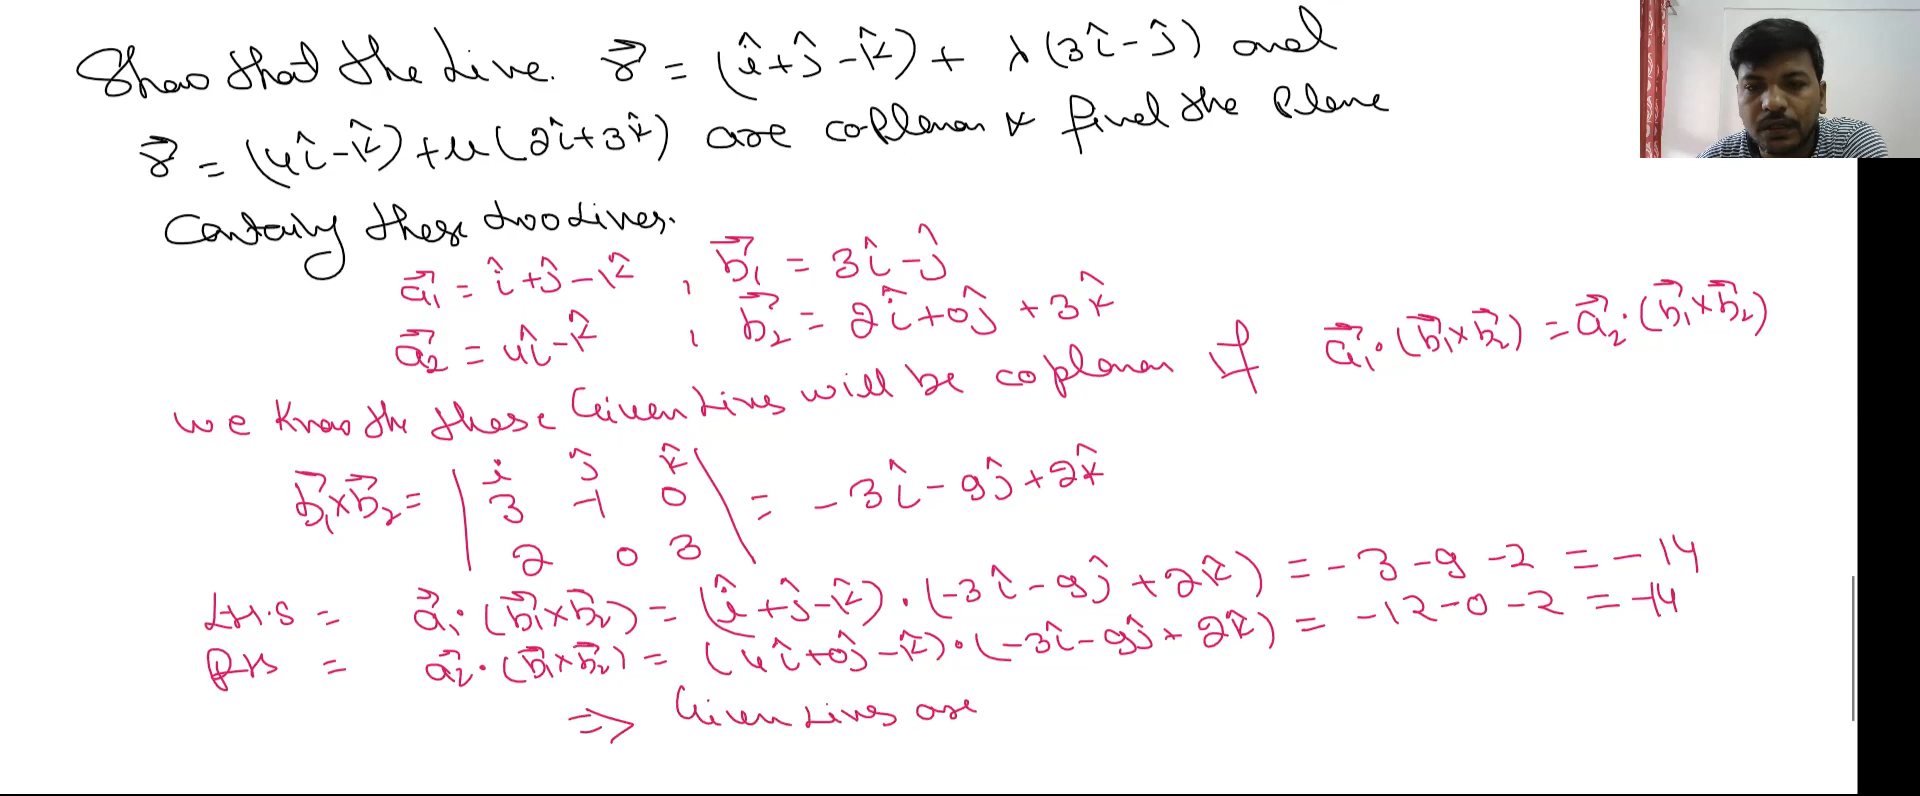 Show that the Line. r⃗ = (î+ĵ-k̂) + λ(3î-ĵ) and
r⃗ = (4î-k̂)+μ(2î+3k̂) are co-planar & find the plane
Containing these two Lines.
a⃗₁ = î+ĵ-k̂ , b⃗₁ = 3î-ĵ
a⃗₂ = 4î-k̂ , b⃗₂ = 2î+0ĵ+3k̂
we know the these Given Lines will be coplanar if a⃗₁·(b⃗₁×b⃗₂) = a⃗₂·(b⃗₁×b⃗₂)
b⃗₁×b⃗₂ = | î ĵ k̂
3 -1 0
2 0 3 | = -3î-9ĵ+2k̂
L.H.S = a⃗₁·(b⃗₁×b⃗₂) = (î+ĵ-k̂)·(-3î-9ĵ+2k̂) = -3-9-2 = -14
RHS = a⃗₂·(b⃗₁×b⃗₂) = (4î+0ĵ-k̂)·(-3î-9ĵ+2k̂) = -12-0-2 = -14
⇒ Given Lines are